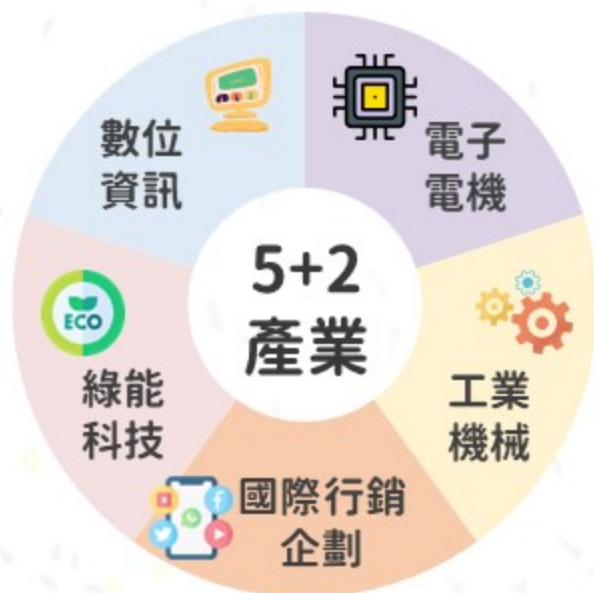 5+2
產業
電子
電機
工業
機械
國際行銷
企劃
綠能
科技
ECO
數位
資訊